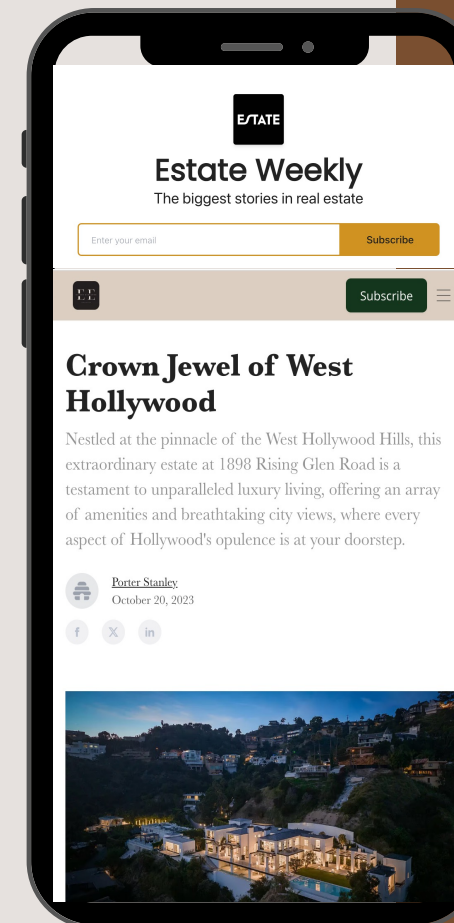 ESTATE
Estate Weekly
The biggest stories in real estate
Enter your email
Subscribe
EE
Subscribe
Crown Jewel of West
Hollywood
Nestled at the pinnacle of the West Hollywood Hills, this
extraordinary estate at 1898 Rising Glen Road is a
testament to unparalleled luxury living, offering an array
of amenities and breathtaking city views, where every
aspect of Hollywood's opulence is at your doorstep.
Porter Stanley
October 20, 2023
f
X
in